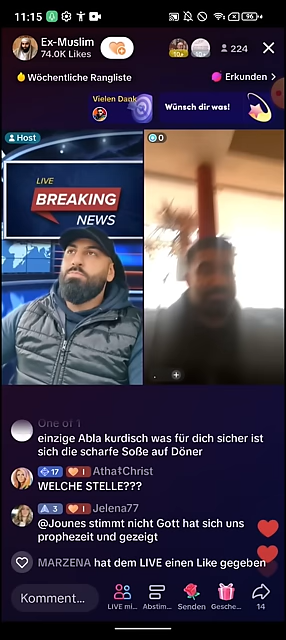 11:15
96
Ex-Muslim
74.0K Likes
10+
10+
224
Wöchentliche Rangliste
Erkunden >
Vielen Dank
Wünsch dir was!
Host
0
LIVE
BREAKING
NEWS
One of 1
einzige Abla kurdisch was für dich sicher ist
sich die scharfe Soße auf Döner
17
1
Atha‡Christ
WELCHE STELLE???
3
1
Jelena77
@Jounes stimmt nicht Gott hat sich uns
prophezeit und gezeigt
MARZENA hat dem LIVE einen Like gegeben
Komment...
LIVE mi...
Abstim...
Senden
Gesche...
14